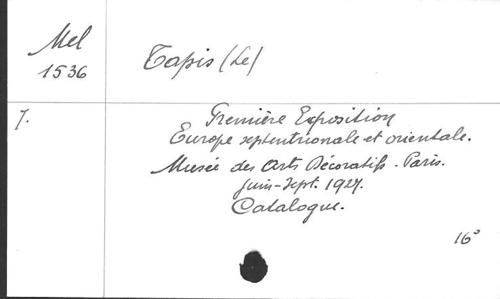 Mel
1536
Tapis (Le)
7.
Première Exposition
Europe septentrionale et orientale.
Musée des Arts Décoratifs. Paris.
juin-sept. 1927.
Catalogue.
16°